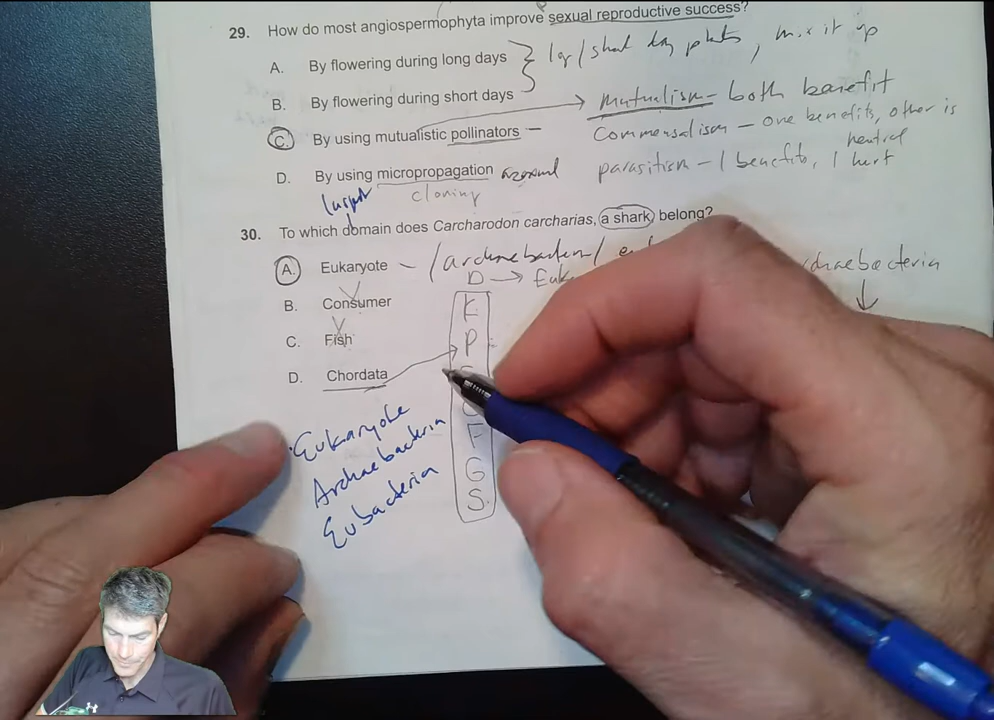 29. How do most angiospermophyta improve sexual reproductive success?
A. By flowering during long days
B. By flowering during short days
day plants, mix it up
C. By using mutualistic pollinators –
mutualism – both benefit
Commensalism – one benefits, other is
neutral
D. By using micropropagation asexual
cloning
parasitism – 1 benefits, 1 hurt
largest
30. To which domain does Carcharodon carcharias, a shark belong?
A. Eukaryote – /archaebacteria/
D → Euk
archaebacteria
B. Consumer
K
C. Fish
P
D. Chordata
F
G
S
Eukaryote
Archaebacteria
Eubacteria